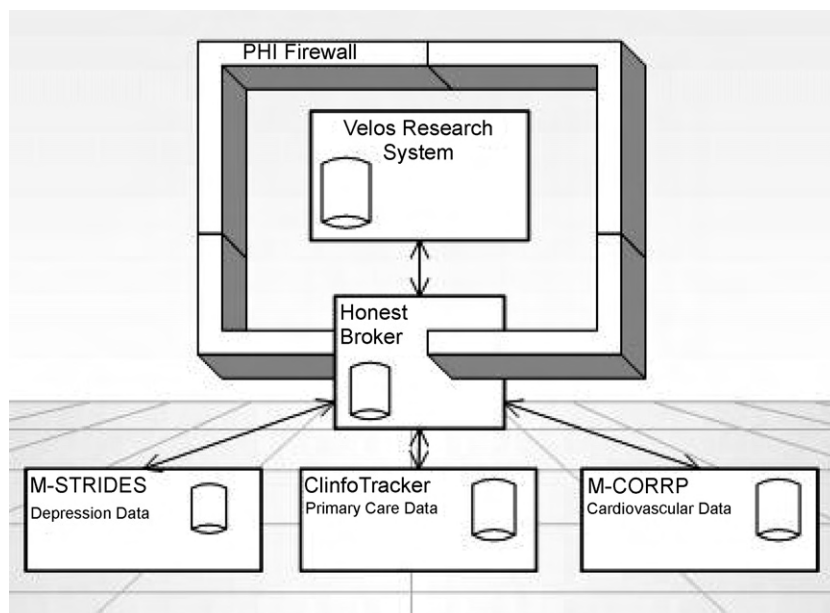 PHI Firewall
Velos Research
System
Honest
Broker
M-STRIDES
Depression Data
ClinfoTracker
Primary Care Data
M-CORRP
Cardiovascular Data